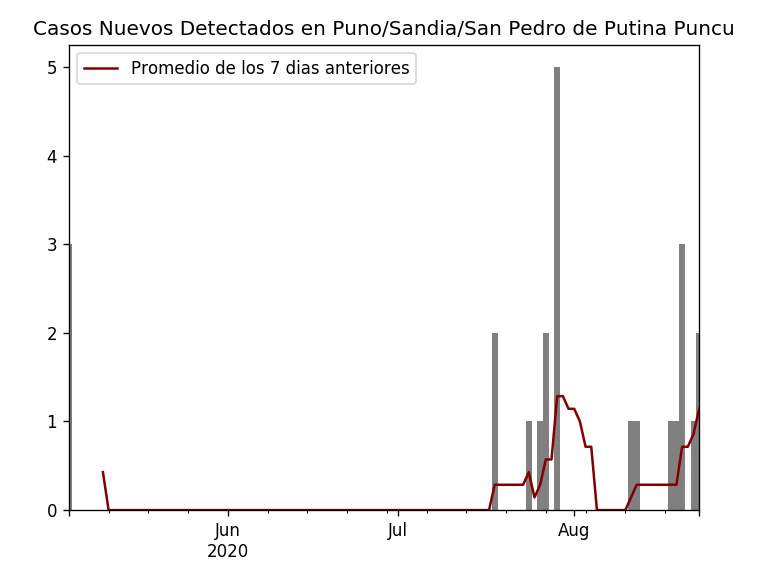 Casos Nuevos Detectados en Puno/Sandia/San Pedro de Putina Puncu
Promedio de los 7 dias anteriores
5
4
3
2
1
0
Jun
2020
Jul
Aug